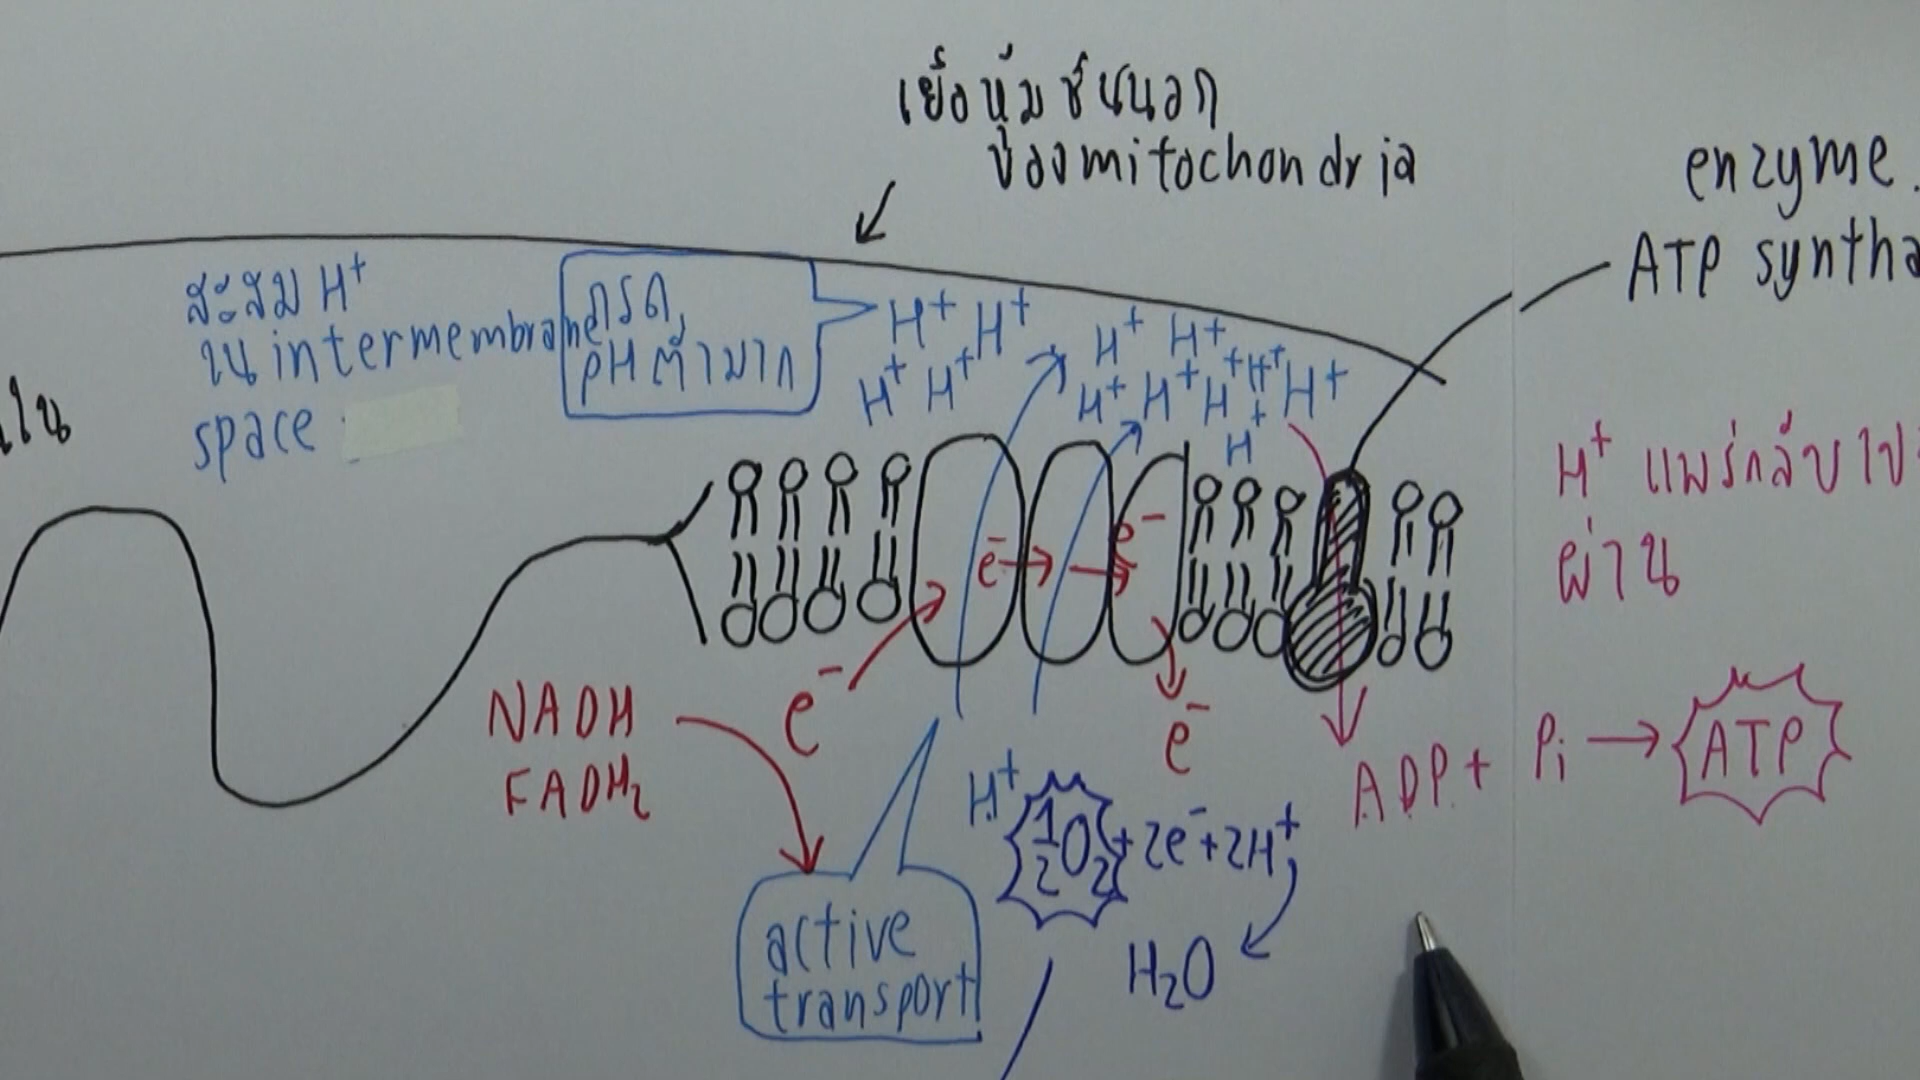 เยื่อหุ้มชั้นนอก
ของ mitochondria
enzyme
ATP syntha
สะสม H+
ใน intermembrane
space
กรด,
pH ต่ำมาก
H+ H+
H+ H+
H+ H+
H+ H+ H+ H+ H+
H+
H+ แพร่กลับไป
ผ่าน
e- e-
NADH
FADH2
e-
e-
H+
1/2 O2 + 2e- + 2H+
H2O
ADP + Pi → ATP
active
transport